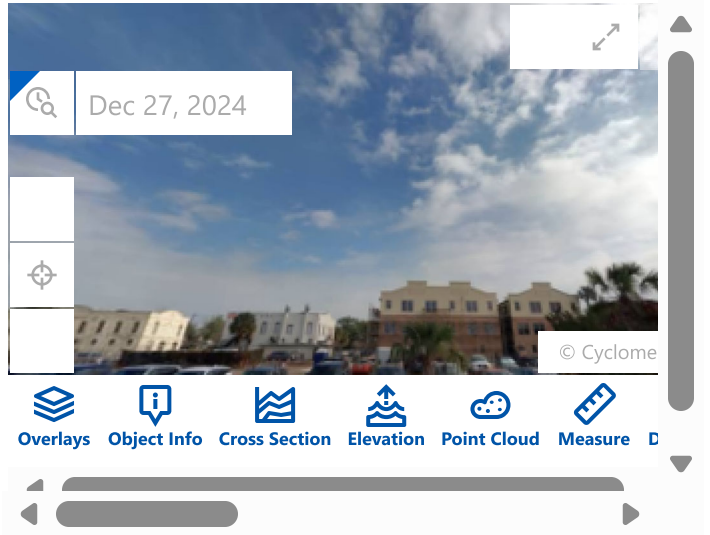 Dec 27, 2024
© Cyclome
Overlays
Object Info
Cross Section
Elevation
Point Cloud
Measure
D